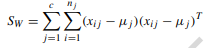 S_W = \sum_{j=1}^{c} \sum_{i=1}^{n_j} (x_{ij} - \mu_j)(x_{ij} - \mu_j)^T